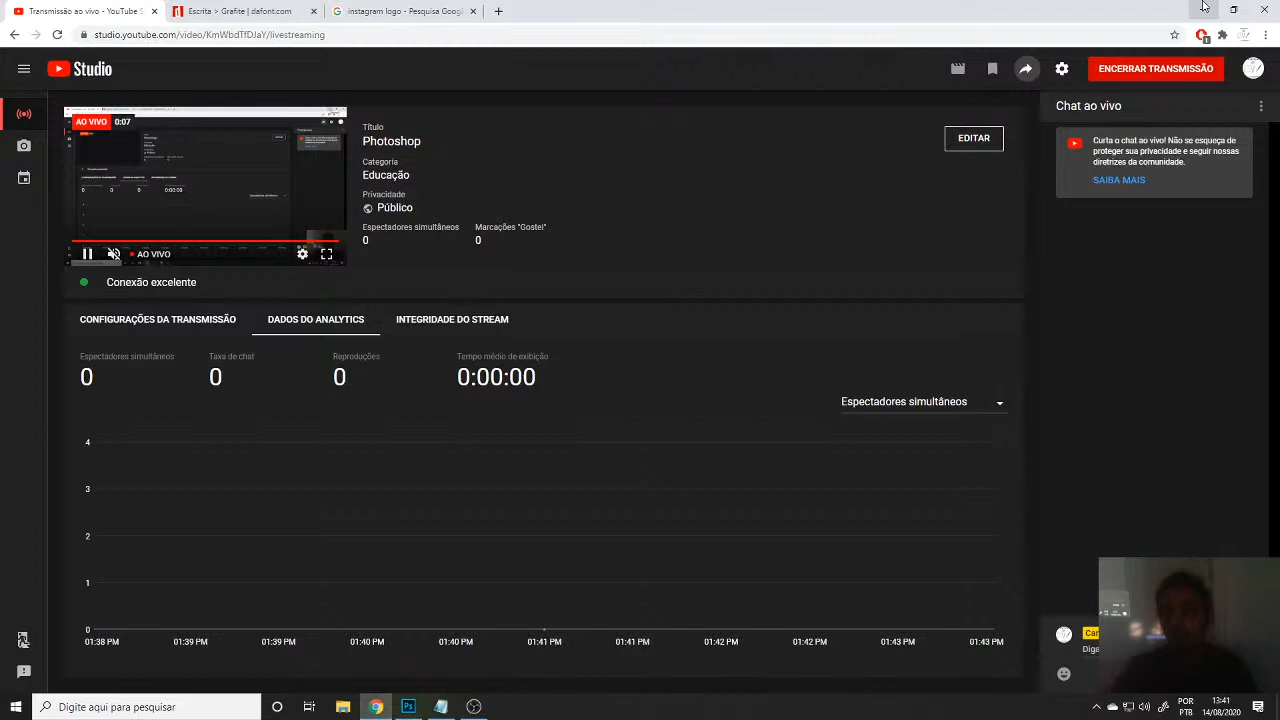 Transmissão ao vivo - YouTube S
Escrita > Grafite | dafont.com
instagram logo - Pesquisa Googl
studio.youtube.com/video/KmWbdTfDJaY/livestreaming
Studio
ENCERRAR TRANSMISSÃO
AO VIVO 0:07
AO VIVO
Título
Photoshop
EDITAR
Categoria
Educação
Privacidade
Público
Espectadores simultâneos Marcações "Gostei"
0 0
Conexão excelente
Chat ao vivo
Curta o chat ao vivo! Não se esqueça de
proteger sua privacidade e seguir nossas
diretrizes da comunidade.
SAIBA MAIS
CONFIGURAÇÕES DA TRANSMISSÃO DADOS DO ANALYTICS INTEGRIDADE DO STREAM
Espectadores simultâneos Taxa de chat Reproduções Tempo médio de exibição
0 0 0 0:00:00
Espectadores simultâneos
4
3
2
1
0
01:38 PM 01:39 PM 01:39 PM 01:40 PM 01:40 PM 01:41 PM 01:41 PM 01:42 PM 01:42 PM 01:43 PM 01:43 PM
Can
Diga
Digite aqui para pesquisar
Ps
POR
PTB
13:41
14/08/2020